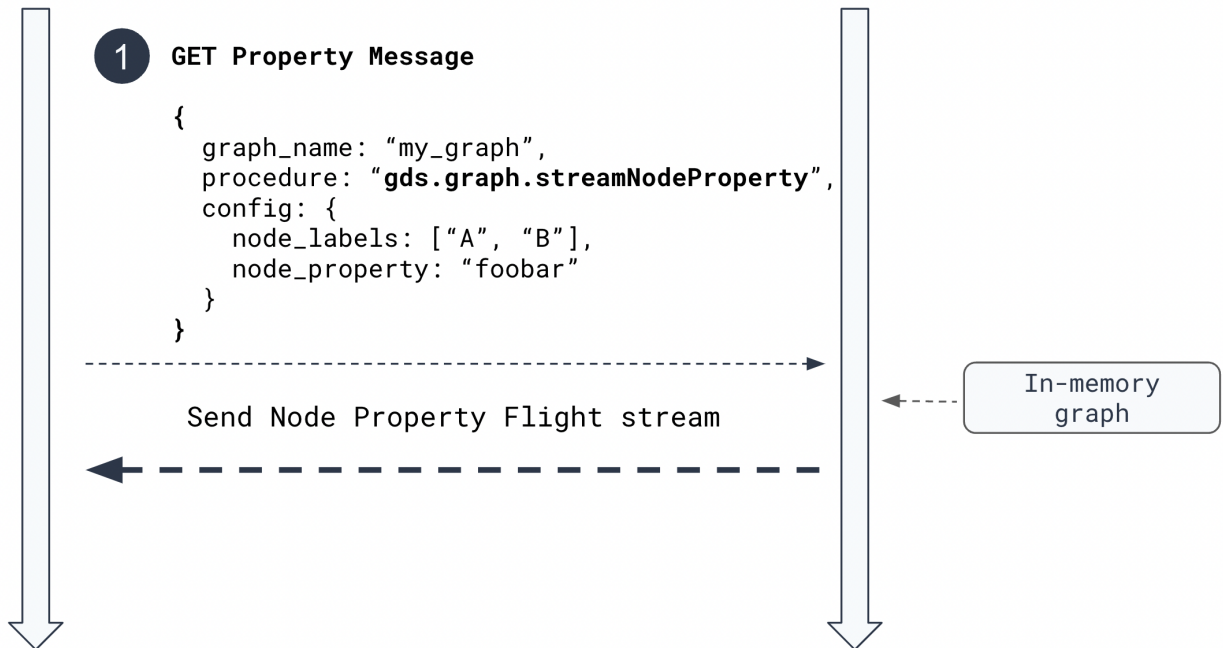 1 GET Property Message
{
graph_name: “my_graph”,
procedure: “gds.graph.streamNodeProperty”,
config: {
node_labels: [“A”, “B”],
node_property: “foobar”
}
}
In-memory
graph
Send Node Property Flight stream